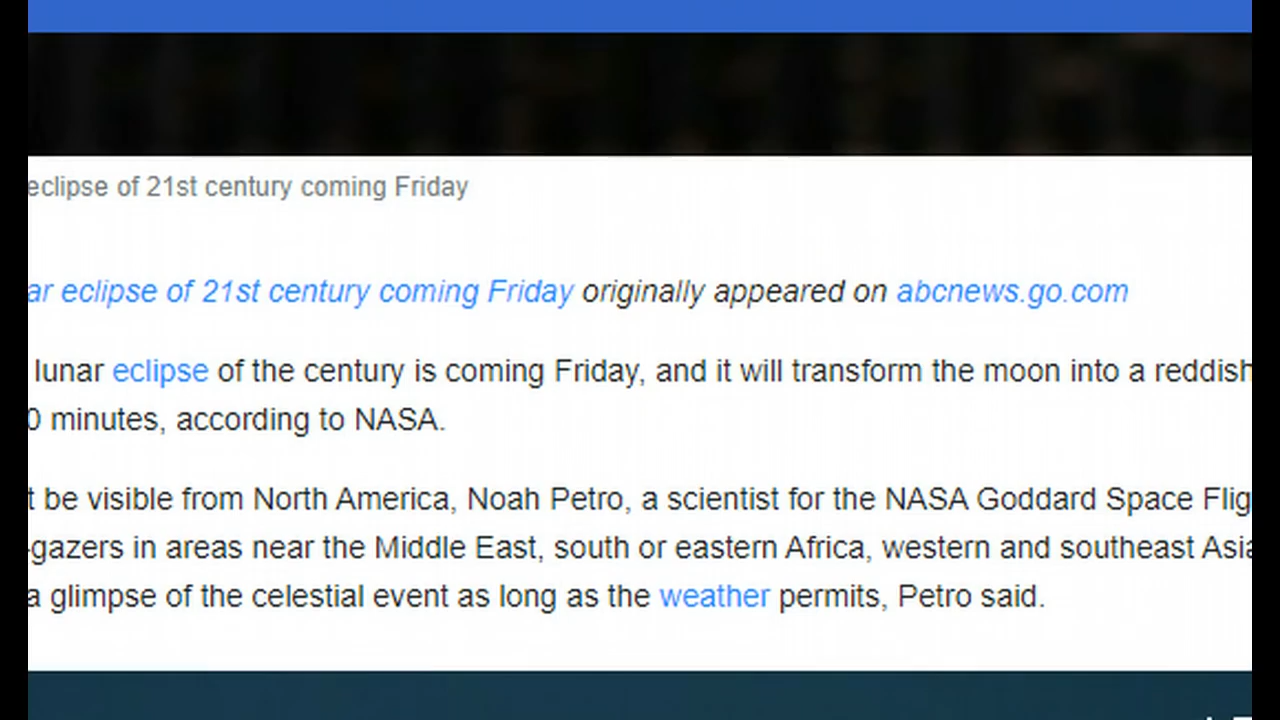 eclipse of 21st century coming Friday
ar eclipse of 21st century coming Friday originally appeared on abcnews.go.com
lunar eclipse of the century is coming Friday, and it will transform the moon into a reddish
0 minutes, according to NASA.
t be visible from North America, Noah Petro, a scientist for the NASA Goddard Space Flig
-gazers in areas near the Middle East, south or eastern Africa, western and southeast Asia
a glimpse of the celestial event as long as the weather permits, Petro said.